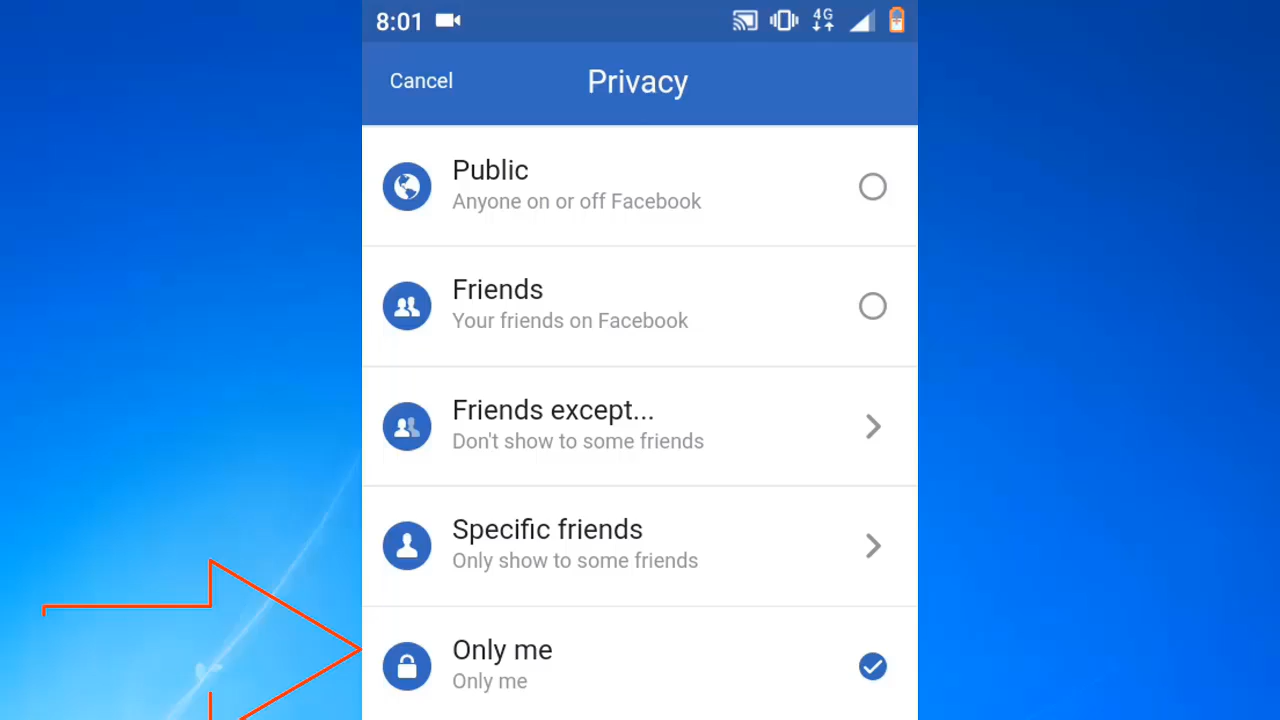 8:01
4G
Cancel
Privacy
Public
Anyone on or off Facebook
Friends
Your friends on Facebook
Friends except...
Don't show to some friends
Specific friends
Only show to some friends
Only me
Only me